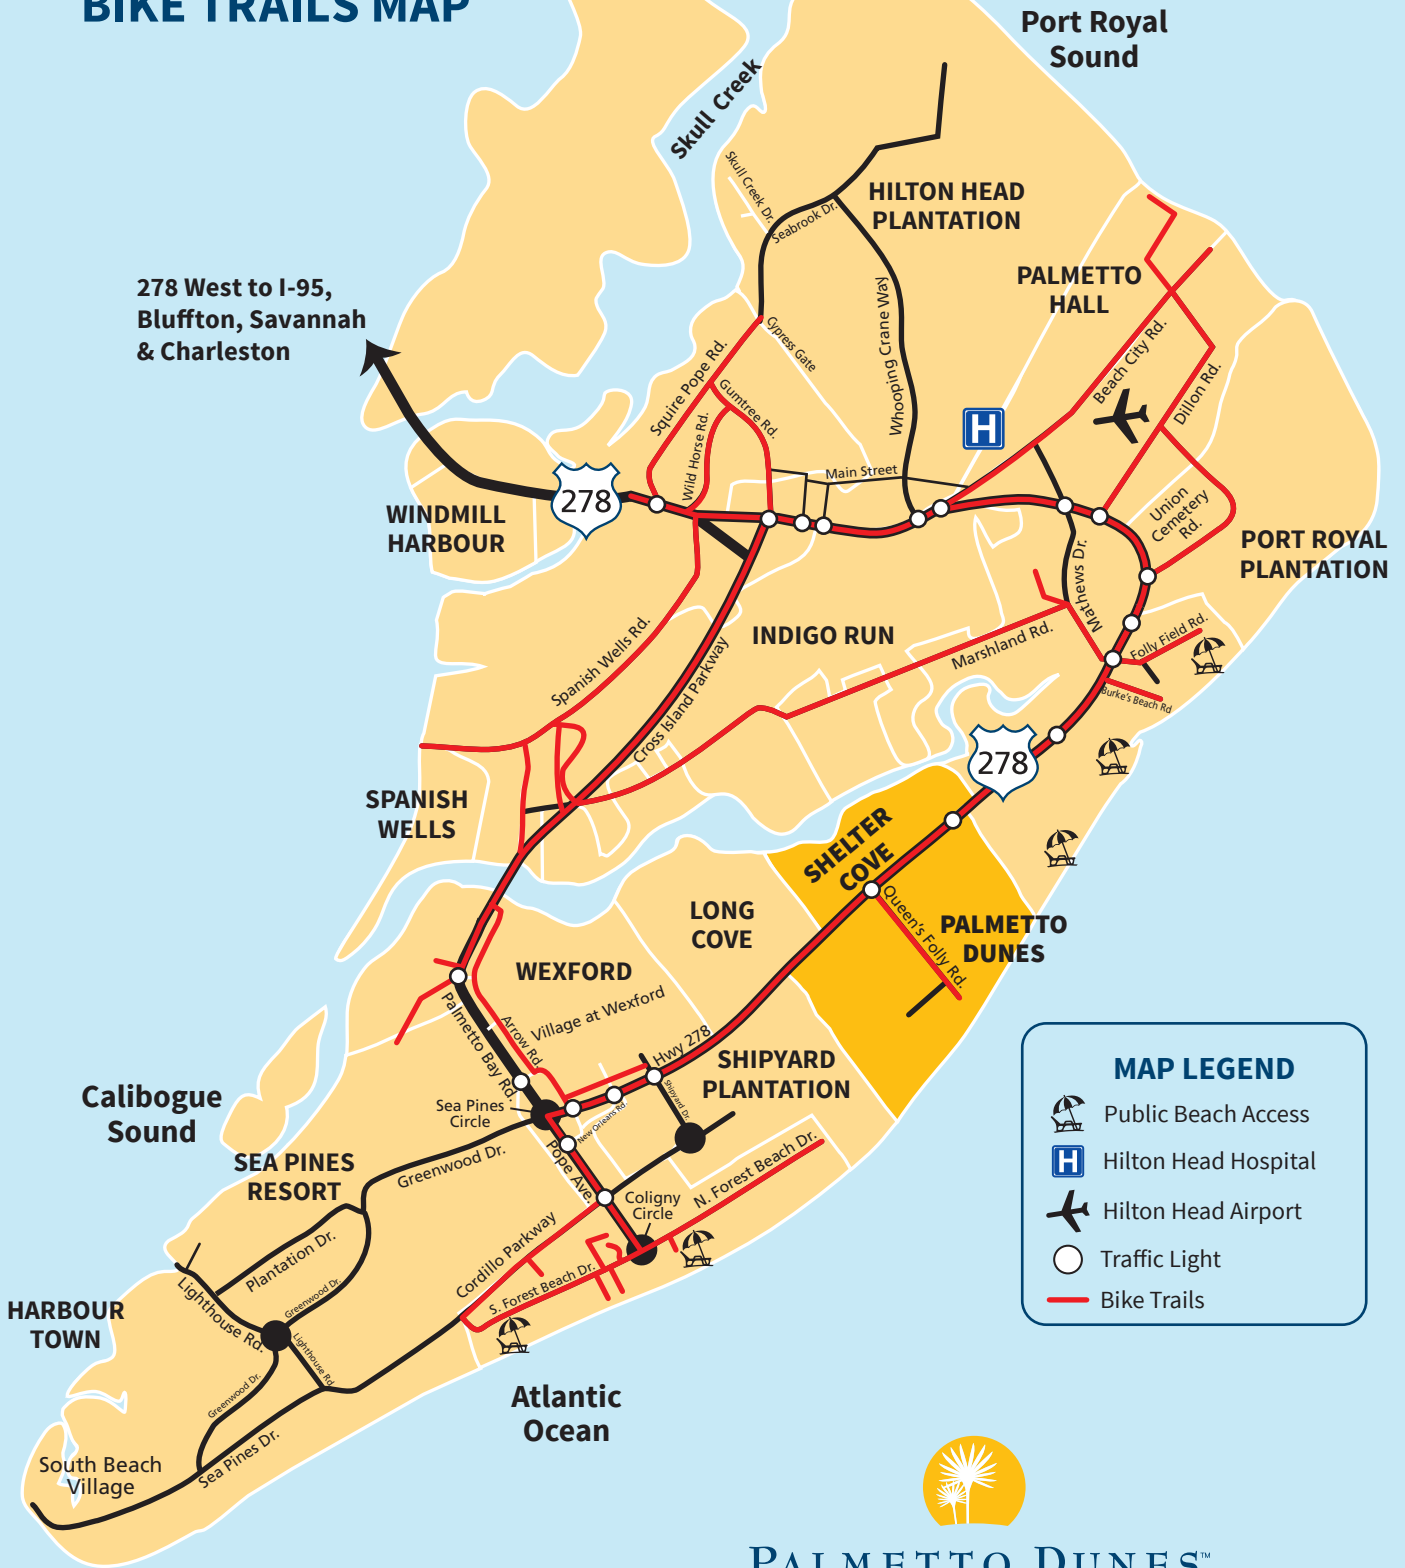 BIKE TRAILS MAP
Port Royal
Sound
Skull Creek
Skull Creek Dr.
Seabrook Dr.
HILTON HEAD
PLANTATION
278 West to I-95,
Bluffton, Savannah
& Charleston
PALMETTO
HALL
Cypress Gate
Whooping Crane Way
Squire Pope Rd.
Gumtree Rd.
Wild Horse Rd.
Beach City Rd.
Dillon Rd.
H
Main Street
278
WINDMILL
HARBOUR
Union
Cemetery
Rd.
PORT ROYAL
PLANTATION
Mathews Dr.
INDIGO RUN
Marshland Rd.
Folly Field Rd.
Burke's Beach Rd
Spanish Wells Rd.
Cross Island Parkway
278
SPANISH
WELLS
SHELTER
COVE
LONG
COVE
Queen's Folly Rd.
PALMETTO
DUNES
WEXFORD
Village at Wexford
Palmetto Bay Rd.
Arrow Rd.
Hwy 278
SHIPYARD
PLANTATION
Shipyard Dr.
Calibogue
Sound
Sea Pines
Circle
New Orleans Rd.
SEA PINES
RESORT
Greenwood Dr.
Pope Ave.
Coligny
Circle
N. Forest Beach Dr.
Plantation Dr.
Cordillo Parkway
S. Forest Beach Dr.
HARBOUR
TOWN
Lighthouse Rd.
Greenwood Dr.
Lighthouse Rd.
Greenwood Dr.
Sea Pines Dr.
South Beach
Village
Atlantic
Ocean
MAP LEGEND
Public Beach Access
H
Hilton Head Hospital
Hilton Head Airport
Traffic Light
Bike Trails
PALMETTO DUNES™